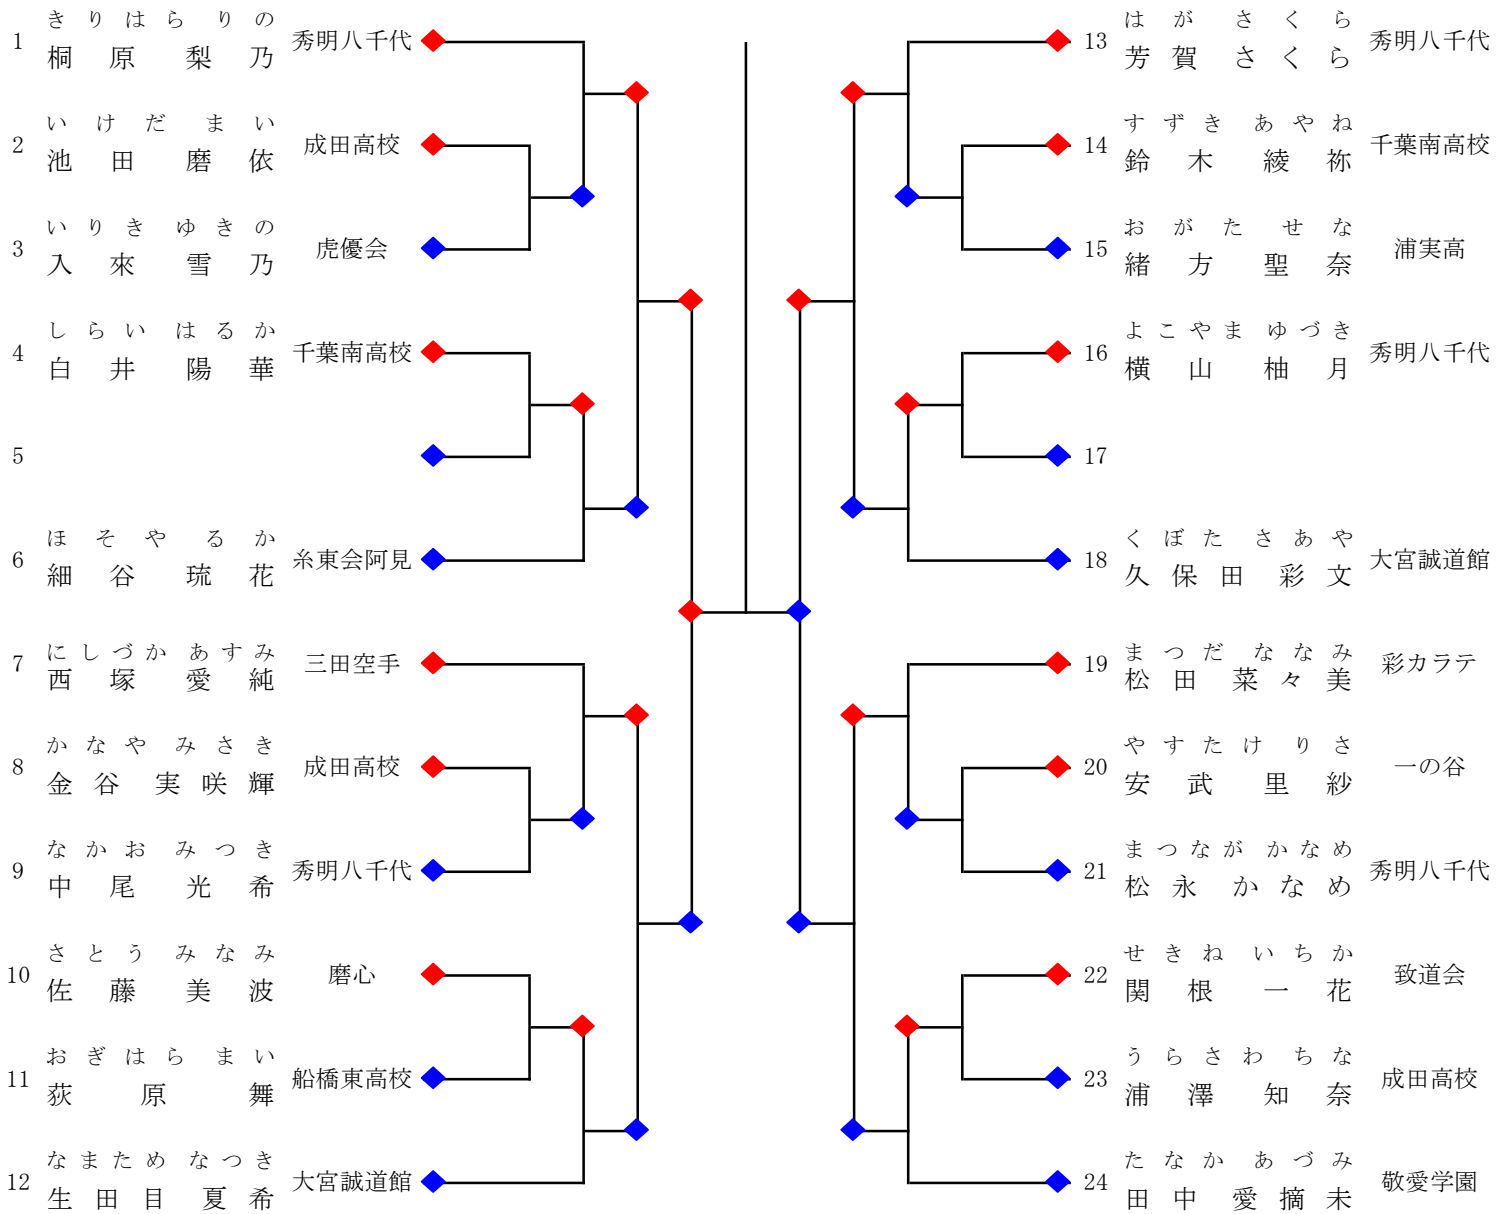 きりはら りの
1 桐原 梨乃 秀明八千代
いけだ まい
2 池田 磨依 成田高校
いりき ゆきの
3 入來 雪乃 虎優会
しらい はるか
4 白井 陽華 千葉南高校
5
ほそや るか
6 細谷 琉花 糸東会阿見
にしづか あすみ
7 西塚 愛純 三田空手
かなや みさき
8 金谷 実咲輝 成田高校
なかお みつき
9 中尾 光希 秀明八千代
さとう みなみ
10 佐藤 美波 磨心
おぎはら まい
11 荻原 舞 船橋東高校
なまため なつき
12 生田目 夏希 大宮誠道館
はが さくら
13 芳賀 さくら 秀明八千代
すずき あやね
14 鈴木 綾祢 千葉南高校
おがた せな
15 緒方 聖奈 浦実高
よこやま ゆづき
16 横山 柚月 秀明八千代
17
くぼた さあや
18 久保田 彩文 大宮誠道館
まつだ ななみ
19 松田 菜々美 彩カラテ
やすたけ りさ
20 安武 里紗 一の谷
まつなが かなめ
21 松永 かなめ 秀明八千代
せきね いちか
22 関根 一花 致道会
うらさわ ちな
23 浦澤 知奈 成田高校
たなか あづみ
24 田中 愛摘未 敬愛学園